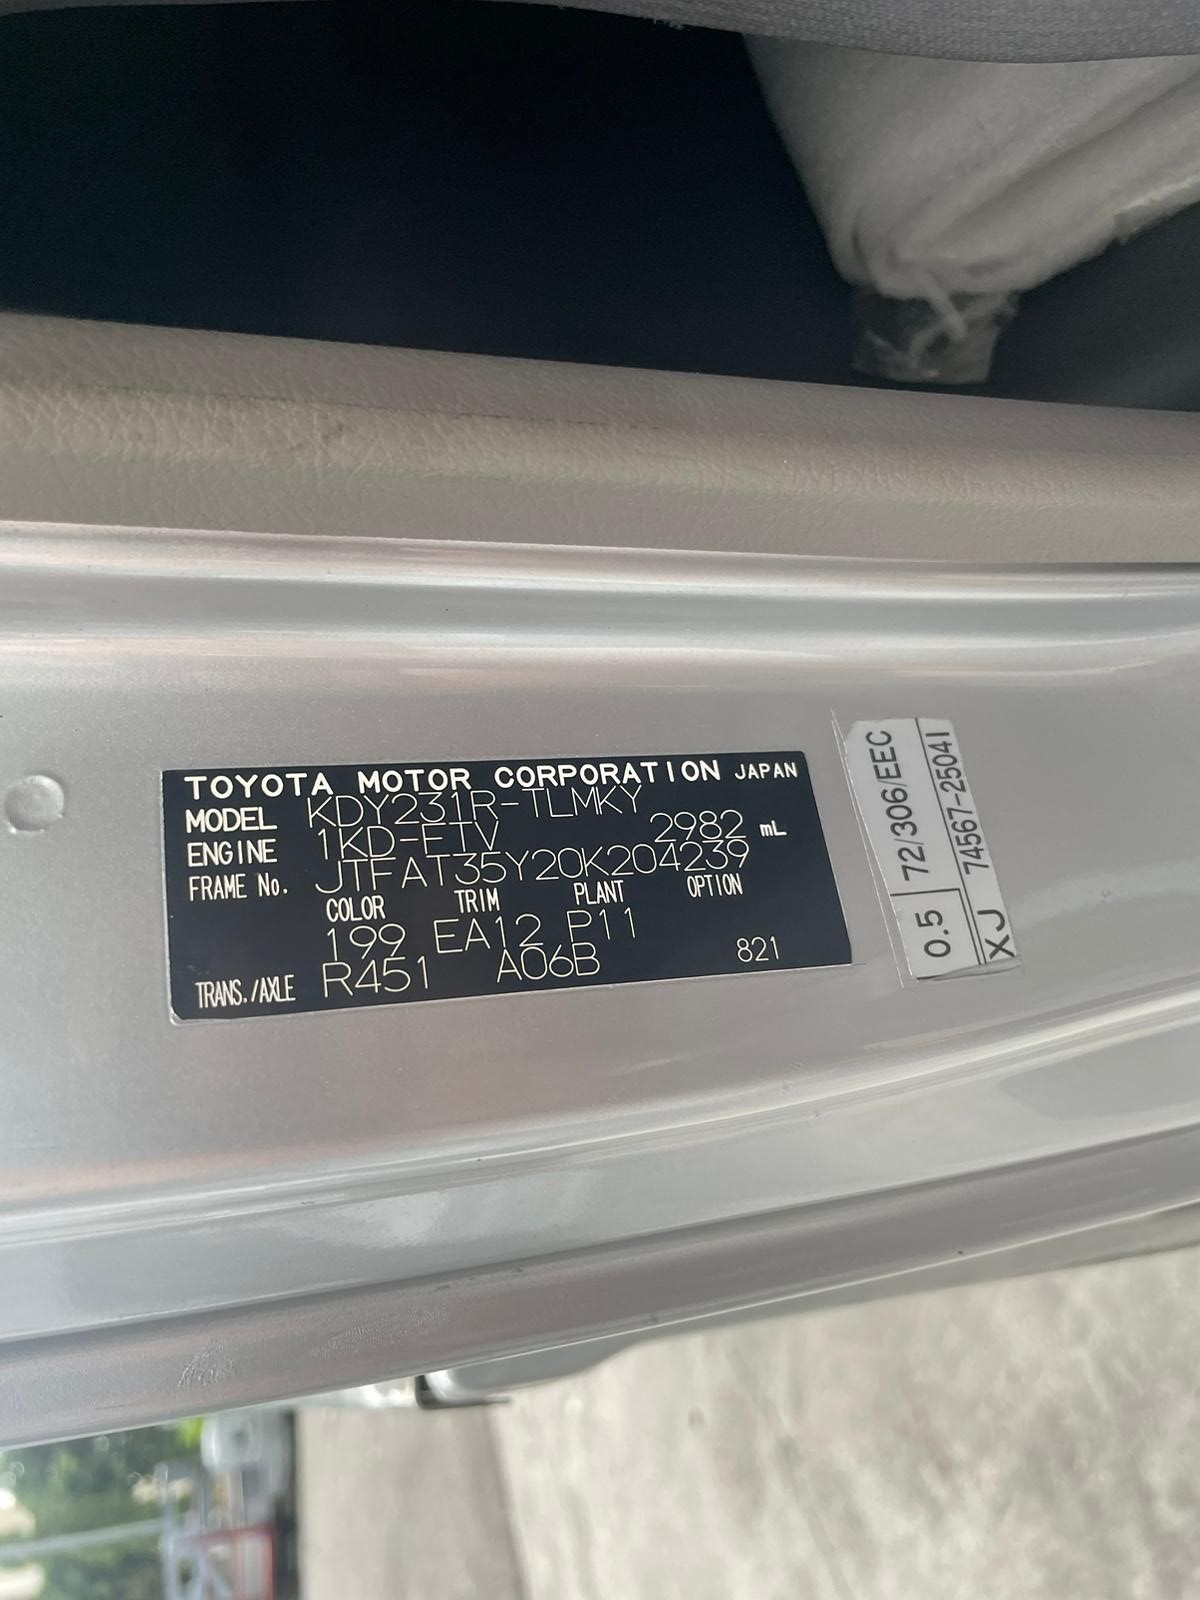 TOYOTA MOTOR CORPORATION JAPAN
MODEL KDY231R-TLMKY
ENGINE 1KD-FTV 2982 mL
FRAME No. JTFAT35Y20K204239
COLOR TRIM PLANT OPTION
199 EA12 P11
TRANS./AXLE R451 A06B 821
0.5 72/306/EEC
XJ 74567-25041